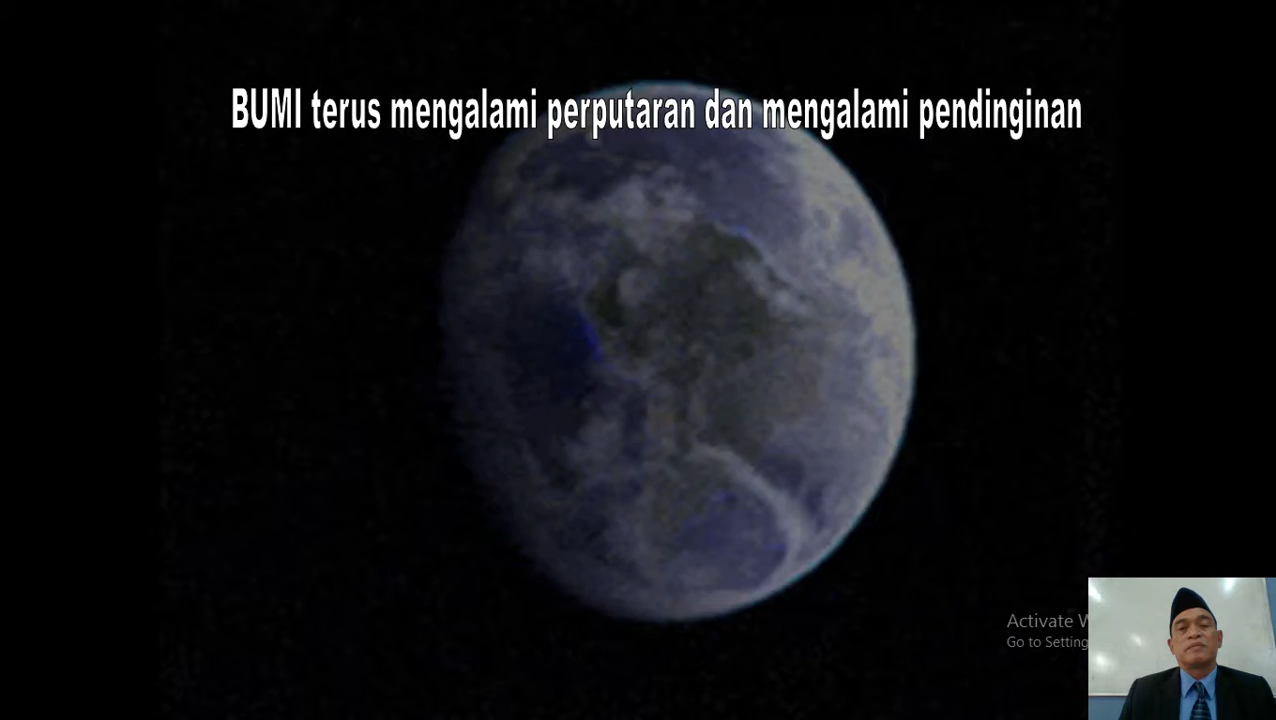 BUMI terus mengalami perputaran dan mengalami pendinginan
Activate
Go to Setting